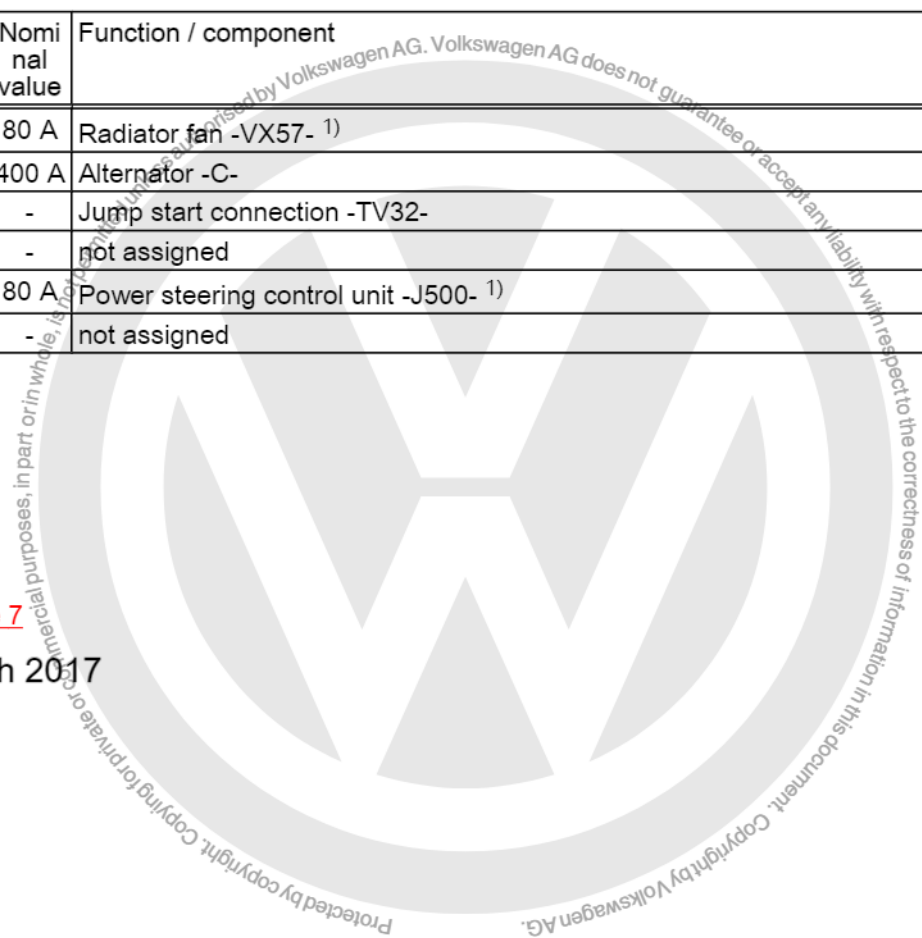 Nomi Function / component
nal
value
80 A Radiator fan -VX57- 1)
400 A Alternator -C-
- Jump start connection -TV32-
- not assigned
80 A Power steering control unit -J500- 1)
- not assigned
7
h 2017
Protected by copyright. Copying for private or commercial purposes, in part or in whole, is not permitted unless authorised by Volkswagen AG. Volkswagen AG does not guarantee or accept any liability with respect to the correctness of information in this document. Copyright by Volkswagen AG.